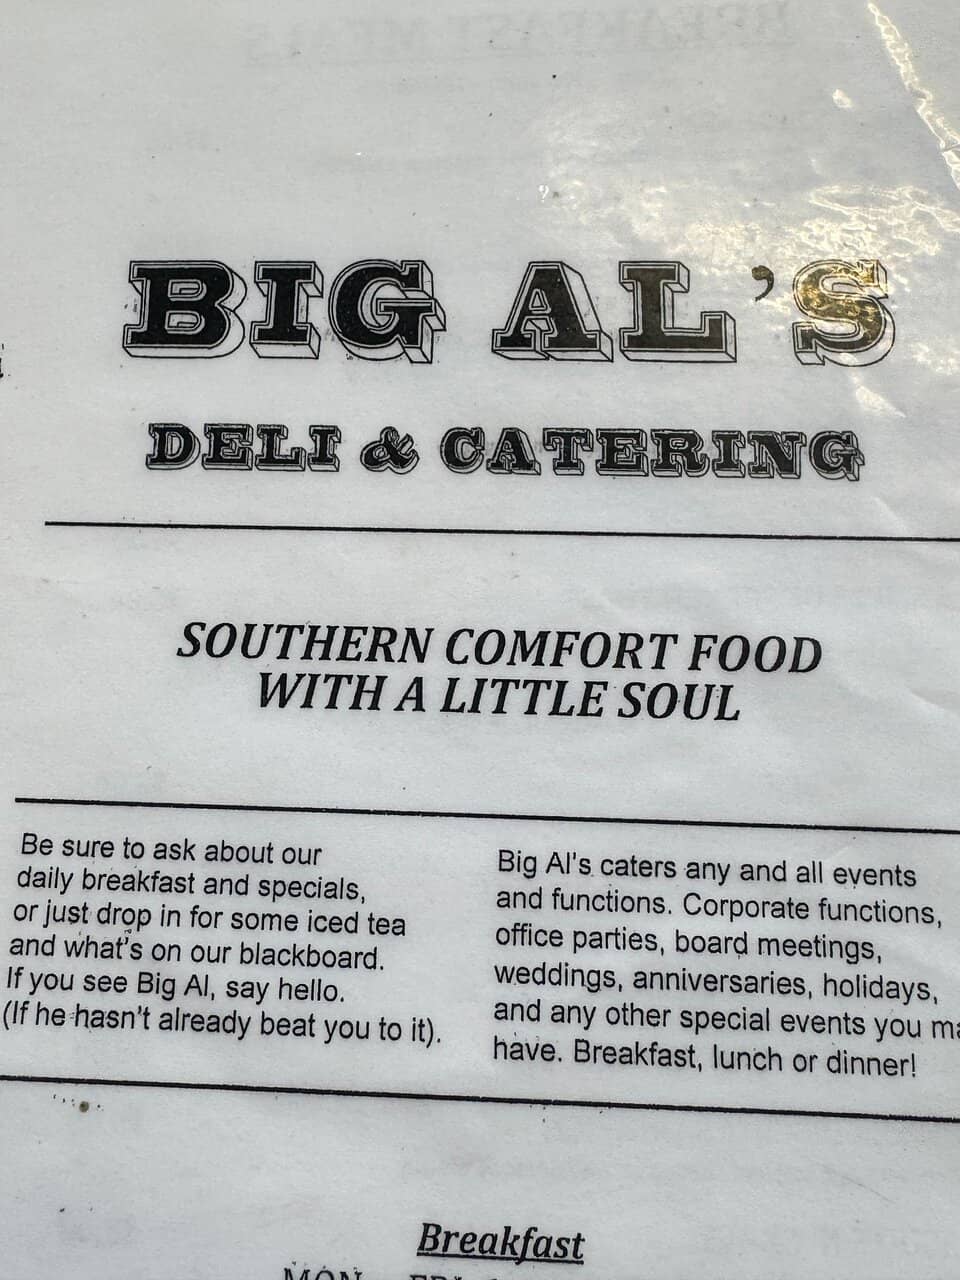 BIG AL'S
DELI & CATERING
SOUTHERN COMFORT FOOD
WITH A LITTLE SOUL
Be sure to ask about our
daily breakfast and specials,
or just drop in for some iced tea
and what's on our blackboard.
If you see Big Al, say hello.
(If he hasn't already beat you to it).
Big Al's caters any and all events
and functions. Corporate functions,
office parties, board meetings,
weddings, anniversaries, holidays,
and any other special events you
have. Breakfast, lunch or dinner!
Breakfast